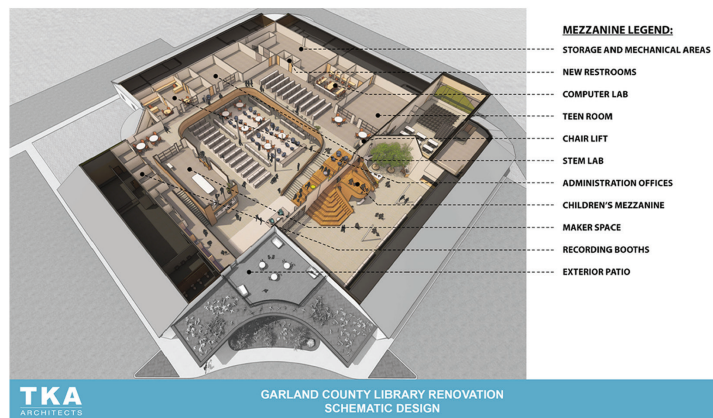 MEZZANINE LEGEND:
STORAGE AND MECHANICAL AREAS
NEW RESTROOMS
COMPUTER LAB
TEEN ROOM
CHAIR LIFT
STEM LAB
ADMINISTRATION OFFICES
CHILDREN'S MEZZANINE
MAKER SPACE
RECORDING BOOTHS
EXTERIOR PATIO
TKA
ARCHITECTS
GARLAND COUNTY LIBRARY RENOVATION
SCHEMATIC DESIGN